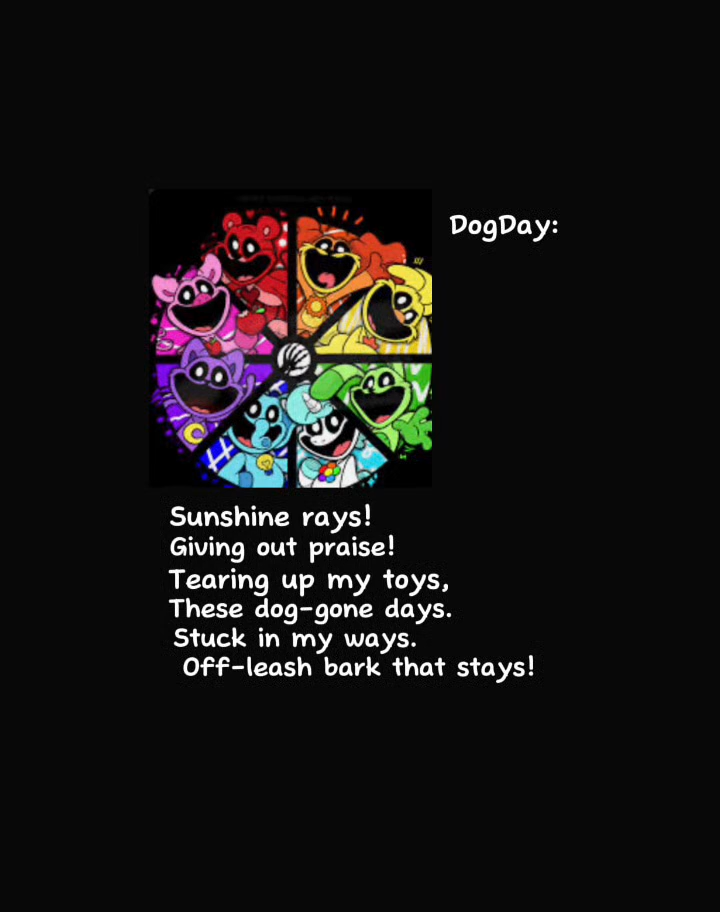 DogDay:
Sunshine rays!
Giving out praise!
Tearing up my toys,
These dog-gone days.
Stuck in my ways.
Off-leash bark that stays!